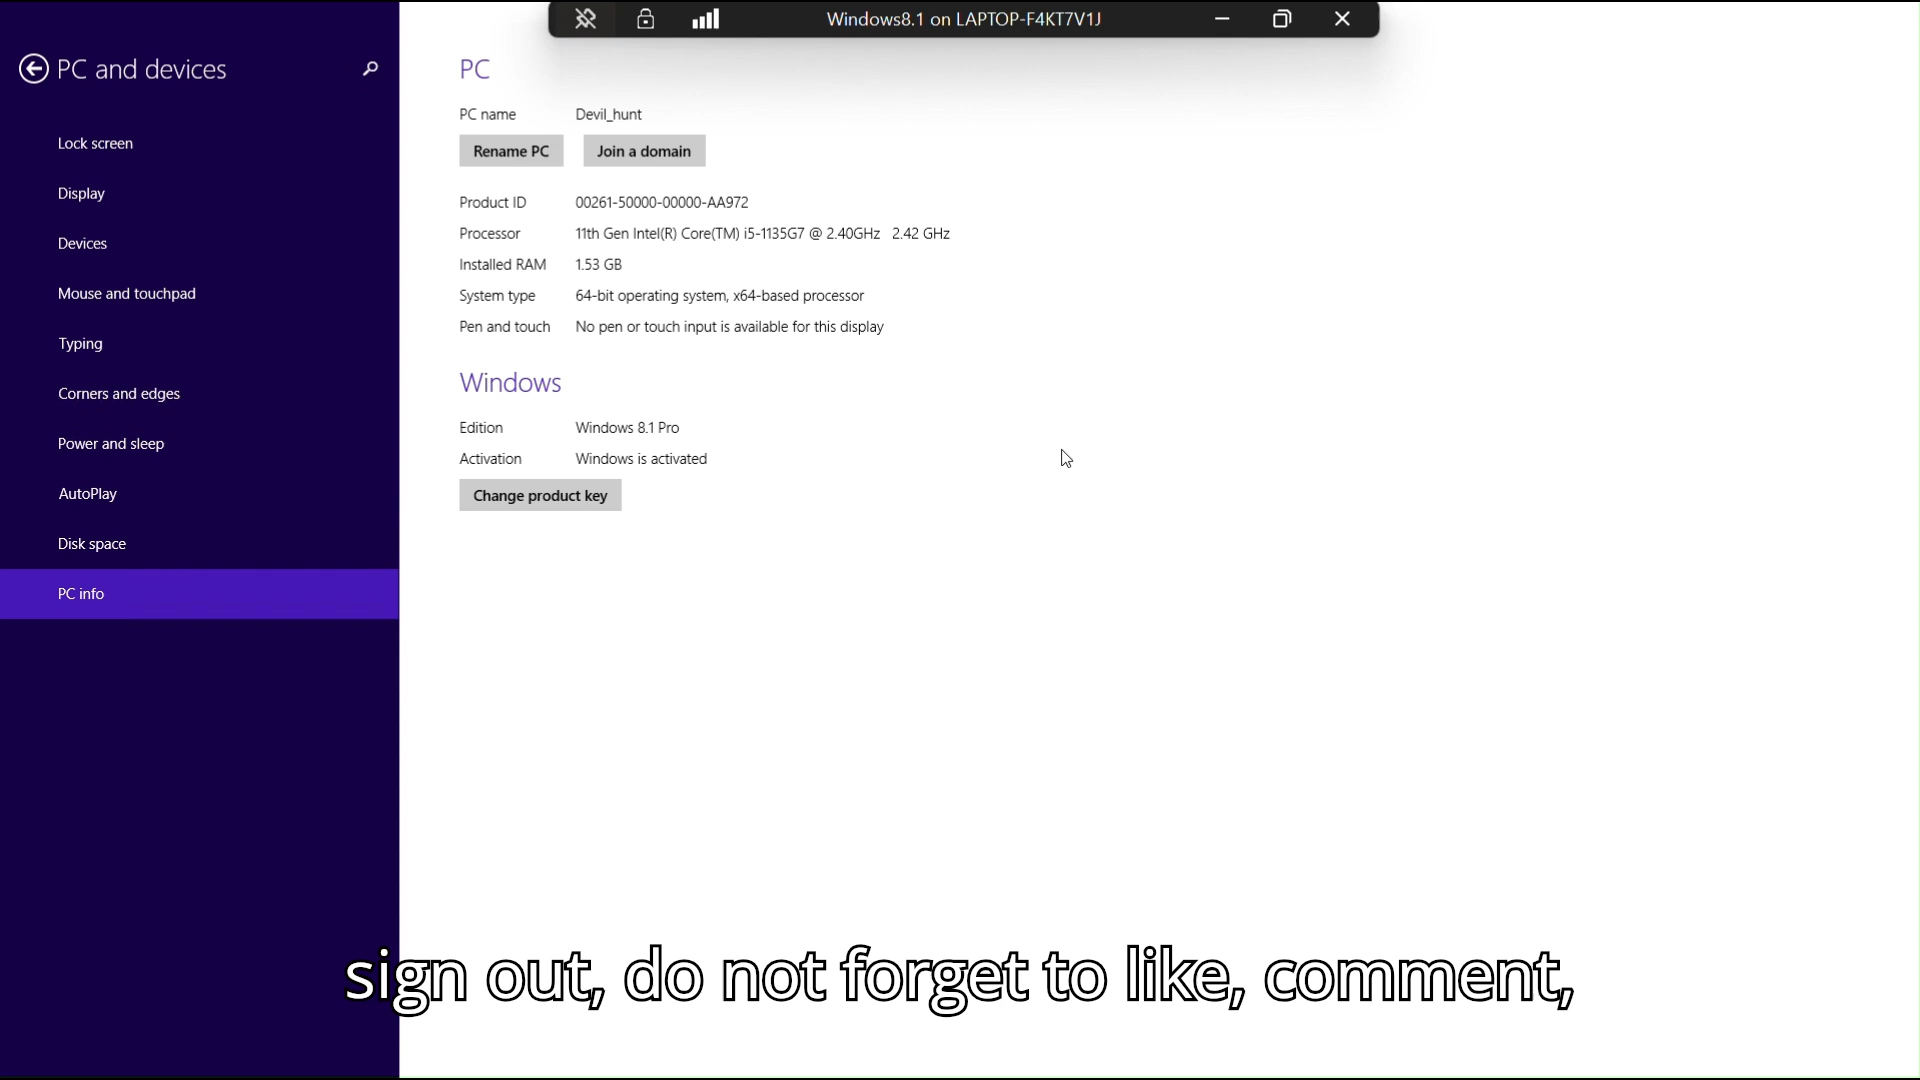 Windows8.1 on LAPTOP-F4KT7V1J
PC and devices
Lock screen
Display
Devices
Mouse and touchpad
Typing
Corners and edges
Power and sleep
AutoPlay
Disk space
PC info
PC
PC name Devil_hunt
Rename PC Join a domain
Product ID 00261-50000-00000-AA972
Processor 11th Gen Intel(R) Core(TM) i5-1135G7 @ 2.40GHz 2.42 GHz
Installed RAM 1.53 GB
System type 64-bit operating system, x64-based processor
Pen and touch No pen or touch input is available for this display
Windows
Edition Windows 8.1 Pro
Activation Windows is activated
Change product key
sign out, do not forget to like, comment,